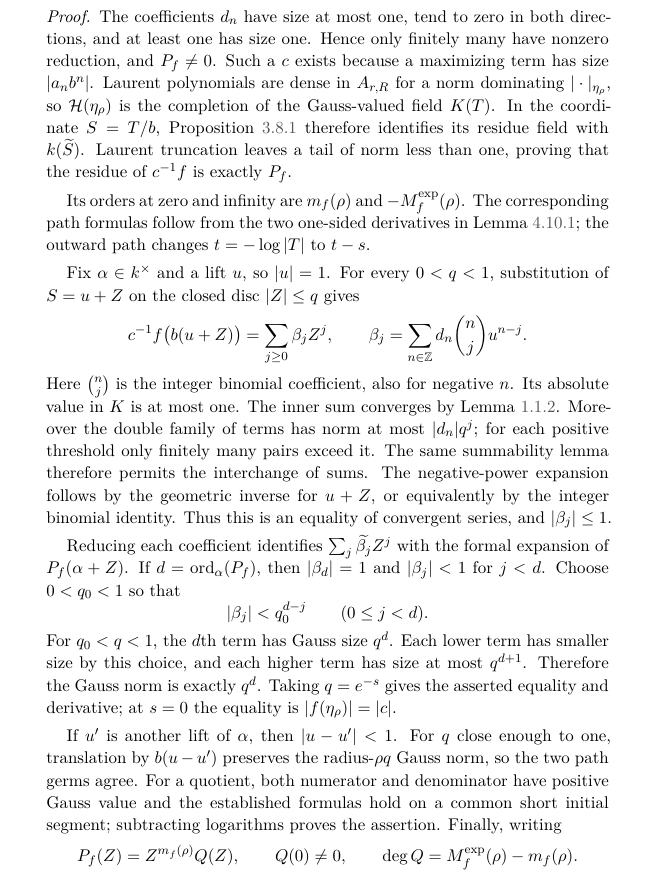 Proof. The coefficients dₙ have size at most one, tend to zero in both direc-
tions, and at least one has size one. Hence only finitely many have nonzero
reduction, and P_f ≠ 0. Such a c exists because a maximizing term has size
|aₙbⁿ|. Laurent polynomials are dense in A_{r,R} for a norm dominating | · |_{η_ρ},
so ℋ(η_ρ) is the completion of the Gauss-valued field K(T). In the coordi-
nate S = T/b, Proposition 3.8.1 therefore identifies its residue field with
k(S̃). Laurent truncation leaves a tail of norm less than one, proving that
the residue of c⁻¹f is exactly P_f.
Its orders at zero and infinity are m_f(ρ) and −M_f^{exp}(ρ). The corresponding
path formulas follow from the two one-sided derivatives in Lemma 4.10.1; the
outward path changes t = − log |T| to t − s.
Fix α ∈ k^× and a lift u, so |u| = 1. For every 0 < q < 1, substitution of
S = u + Z on the closed disc |Z| ≤ q gives
c⁻¹f(b(u + Z)) = ∑_{j≥0} β_j Z^j, β_j = ∑_{n∈ℤ} dₙ \binom{n}{j} u^{n−j}.
Here \binom{n}{j} is the integer binomial coefficient, also for negative n. Its absolute
value in K is at most one. The inner sum converges by Lemma 1.1.2. More-
over the double family of terms has norm at most |dₙ|q^j; for each positive
threshold only finitely many pairs exceed it. The same summability lemma
therefore permits the interchange of sums. The negative-power expansion
follows by the geometric inverse for u + Z, or equivalently by the integer
binomial identity. Thus this is an equality of convergent series, and |β_j| ≤ 1.
Reducing each coefficient identifies ∑_j β̃_j Z^j with the formal expansion of
P_f(α + Z). If d = ord_α(P_f), then |β_d| = 1 and |β_j| < 1 for j < d. Choose
0 < q₀ < 1 so that
|β_j| < q₀^{d−j} (0 ≤ j < d).
For q₀ < q < 1, the dth term has Gauss size q^d. Each lower term has smaller
size by this choice, and each higher term has size at most q^{d+1}. Therefore
the Gauss norm is exactly q^d. Taking q = e^{−s} gives the asserted equality and
derivative; at s = 0 the equality is |f(η_ρ)| = |c|.
If u′ is another lift of α, then |u − u′| < 1. For q close enough to one,
translation by b(u − u′) preserves the radius-ρq Gauss norm, so the two path
germs agree. For a quotient, both numerator and denominator have positive
Gauss value and the established formulas hold on a common short initial
segment; subtracting logarithms proves the assertion. Finally, writing
P_f(Z) = Z^{m_f(ρ)}Q(Z), Q(0) ≠ 0, deg Q = M_f^{exp}(ρ) − m_f(ρ).